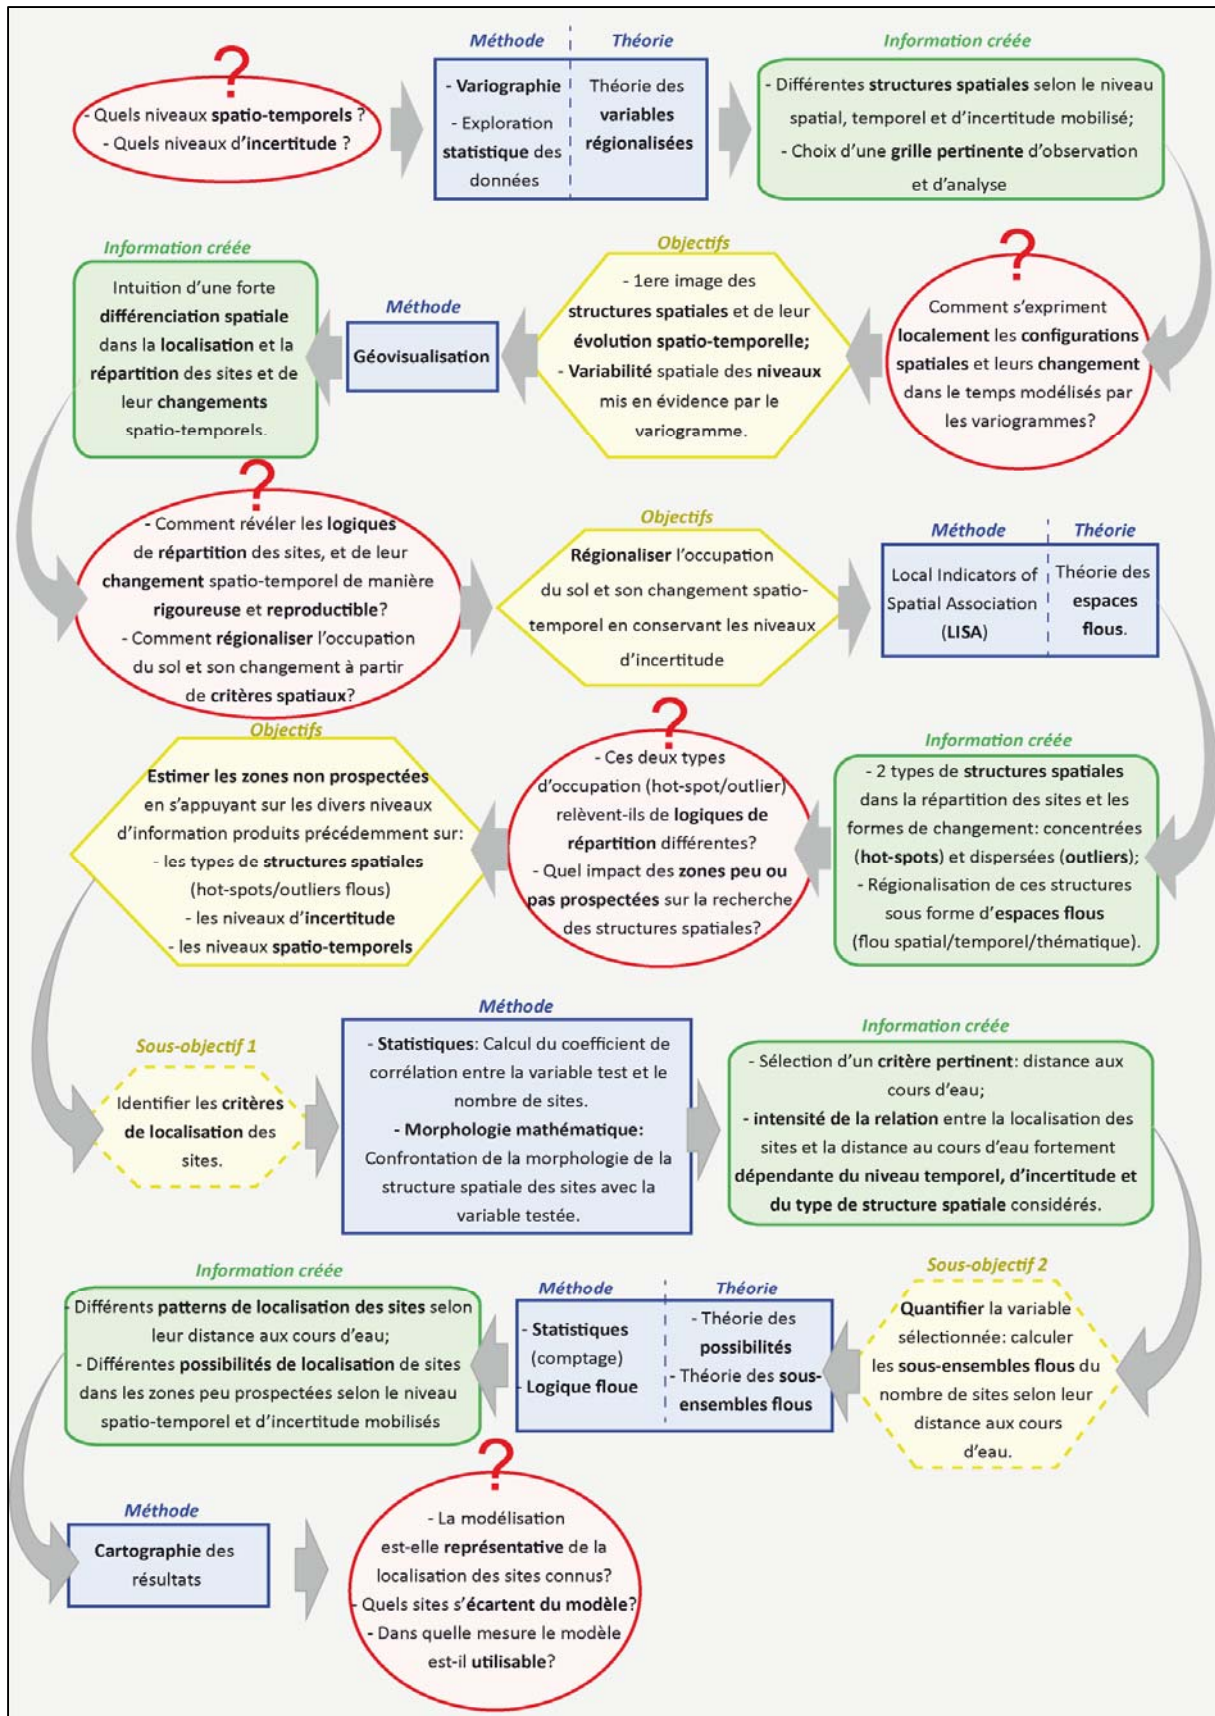 ?
- Quels niveaux spatio-temporels ?
- Quels niveaux d'incertitude ?
Méthode
- Variographie
- Exploration
statistique des
données
Théorie
Théorie des
variables
régionalisées
Information créée
- Différentes structures spatiales selon le niveau
spatial, temporel et d'incertitude mobilisé;
- Choix d'une grille pertinente d'observation
et d'analyse
?
Comment s'expriment
localement les configurations
spatiales et leurs changement
dans le temps modélisés par
les variogrammes?
Objectifs
- 1ere image des
structures spatiales et de leur
évolution spatio-temporelle;
- Variabilité spatiale des niveaux
mis en évidence par le
variogramme.
Méthode
Géovisualisation
Information créée
Intuition d'une forte
différenciation spatiale
dans la localisation et la
répartition des sites et de
leur changements
spatio-temporels.
?
- Comment révéler les logiques
de répartition des sites, et de leur
changement spatio-temporel de manière
rigoureuse et reproductible?
- Comment régionaliser l'occupation
du sol et son changement à partir
de critères spatiaux?
Objectifs
Régionaliser l'occupation
du sol et son changement spatio-
temporel en conservant les niveaux
d'incertitude
Méthode
Local Indicators of
Spatial Association
(LISA)
Théorie
Théorie des
espaces
flous.
Information créée
- 2 types de structures spatiales
dans la répartition des sites et les
formes de changement: concentrées
(hot-spots) et dispersées (outliers);
- Régionalisation de ces structures
sous forme d'espaces flous
(flou spatial/temporel/thématique).
?
- Ces deux types
d'occupation (hot-spot/outlier)
relèvent-ils de logiques de
répartition différentes?
- Quel impact des zones peu ou
pas prospectées sur la recherche
des structures spatiales?
Objectifs
Estimer les zones non prospectées
en s'appuyant sur les divers niveaux
d'information produits précédemment sur:
- les types de structures spatiales
(hot-spots/outliers flous)
- les niveaux d'incertitude
- les niveaux spatio-temporels
Sous-objectif 1
Identifier les critères
de localisation des
sites.
Méthode
- Statistiques: Calcul du coefficient de
corrélation entre la variable test et le
nombre de sites.
- Morphologie mathématique:
Confrontation de la morphologie de la
structure spatiale des sites avec la
variable testée.
Information créée
- Sélection d'un critère pertinent: distance aux
cours d'eau;
- intensité de la relation entre la localisation des
sites et la distance au cours d'eau fortement
dépendante du niveau temporel, d'incertitude et
du type de structure spatiale considérés.
Sous-objectif 2
Quantifier la variable
sélectionnée: calculer
les sous-ensembles flous du
nombre de sites selon leur
distance aux cours
d'eau.
Méthode
- Statistiques
(comptage)
- Logique floue
Théorie
- Théorie des
possibilités
- Théorie des sous-
ensembles flous
Information créée
- Différents patterns de localisation des sites selon
leur distance aux cours d'eau;
- Différentes possibilités de localisation de sites
dans les zones peu prospectées selon le niveau
spatio-temporel et d'incertitude mobilisés
Méthode
Cartographie des
résultats
?
- La modélisation
est-elle représentative de la
localisation des sites connus?
- Quels sites s'écartent du modèle?
- Dans quelle mesure le modèle
est-il utilisable?